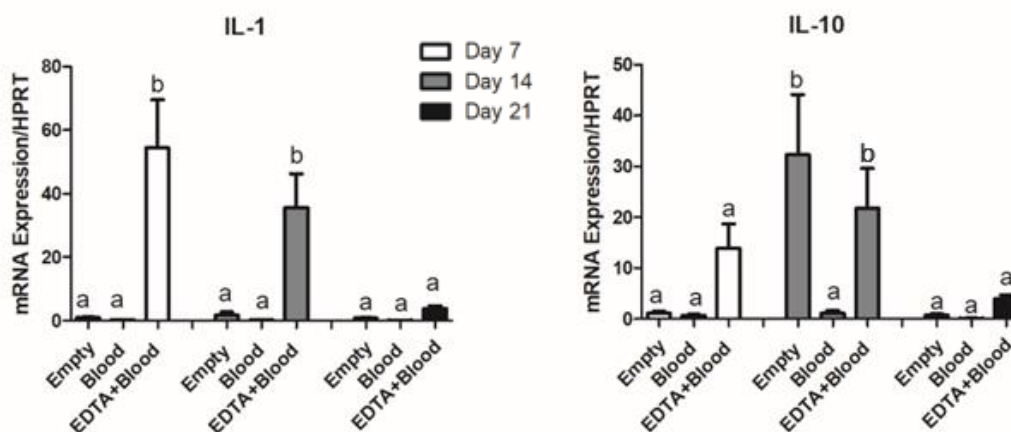 IL-1
mRNA Expression/HPRT
80
60
40
20
0
a
a
b
a
a
b
a
a
a
Empty
Blood
EDTA+Blood
Empty
Blood
EDTA+Blood
Empty
Blood
EDTA+Blood
Day 7
Day 14
Day 21
IL-10
mRNA Expression/HPRT
50
40
30
20
10
0
a
a
a
b
a
b
a
a
a
Empty
Blood
EDTA+Blood
Empty
Blood
EDTA+Blood
Empty
Blood
EDTA+Blood